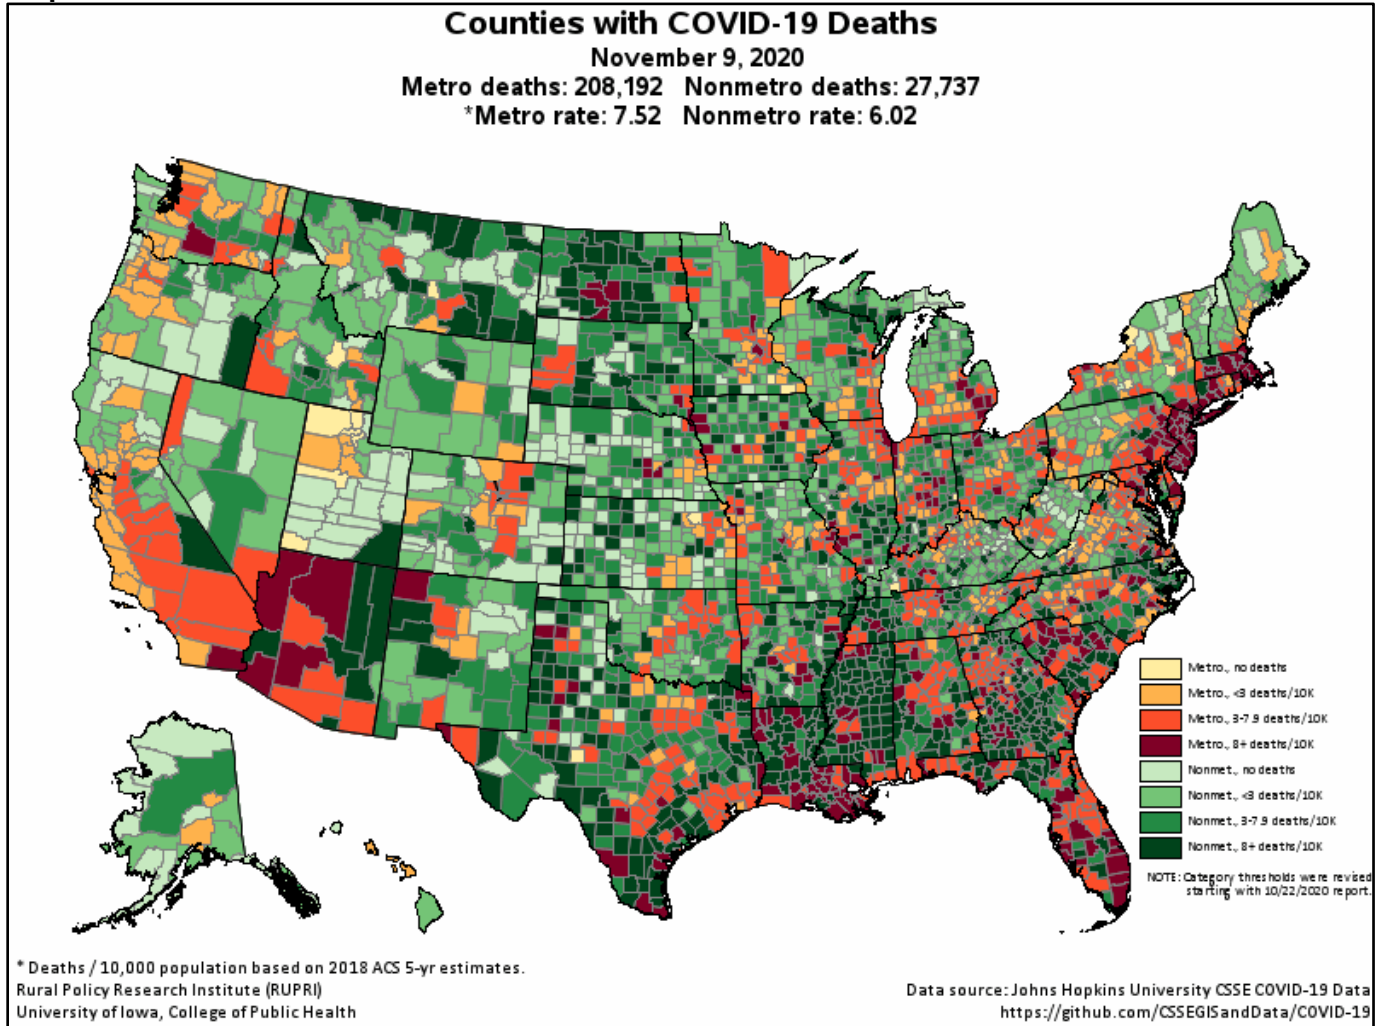 Counties with COVID-19 Deaths
November 9, 2020
Metro deaths: 208,192 Nonmetro deaths: 27,737
*Metro rate: 7.52 Nonmetro rate: 6.02
Metro., no deaths
Metro., <3 deaths/10K
Metro., 3-7.9 deaths/10K
Metro., 8+ deaths/10K
Nonmet., no deaths
Nonmet., <3 deaths/10K
Nonmet., 3-7.9 deaths/10K
Nonmet., 8+ deaths/10K
NOTE: Category thresholds were revised
starting with 10/22/2020 report.
* Deaths / 10,000 population based on 2018 ACS 5-yr estimates.
Rural Policy Research Institute (RUPRI)
University of Iowa, College of Public Health
Data source: Johns Hopkins University CSSE COVID-19 Data
https://github.com/CSSEGISandData/COVID-19